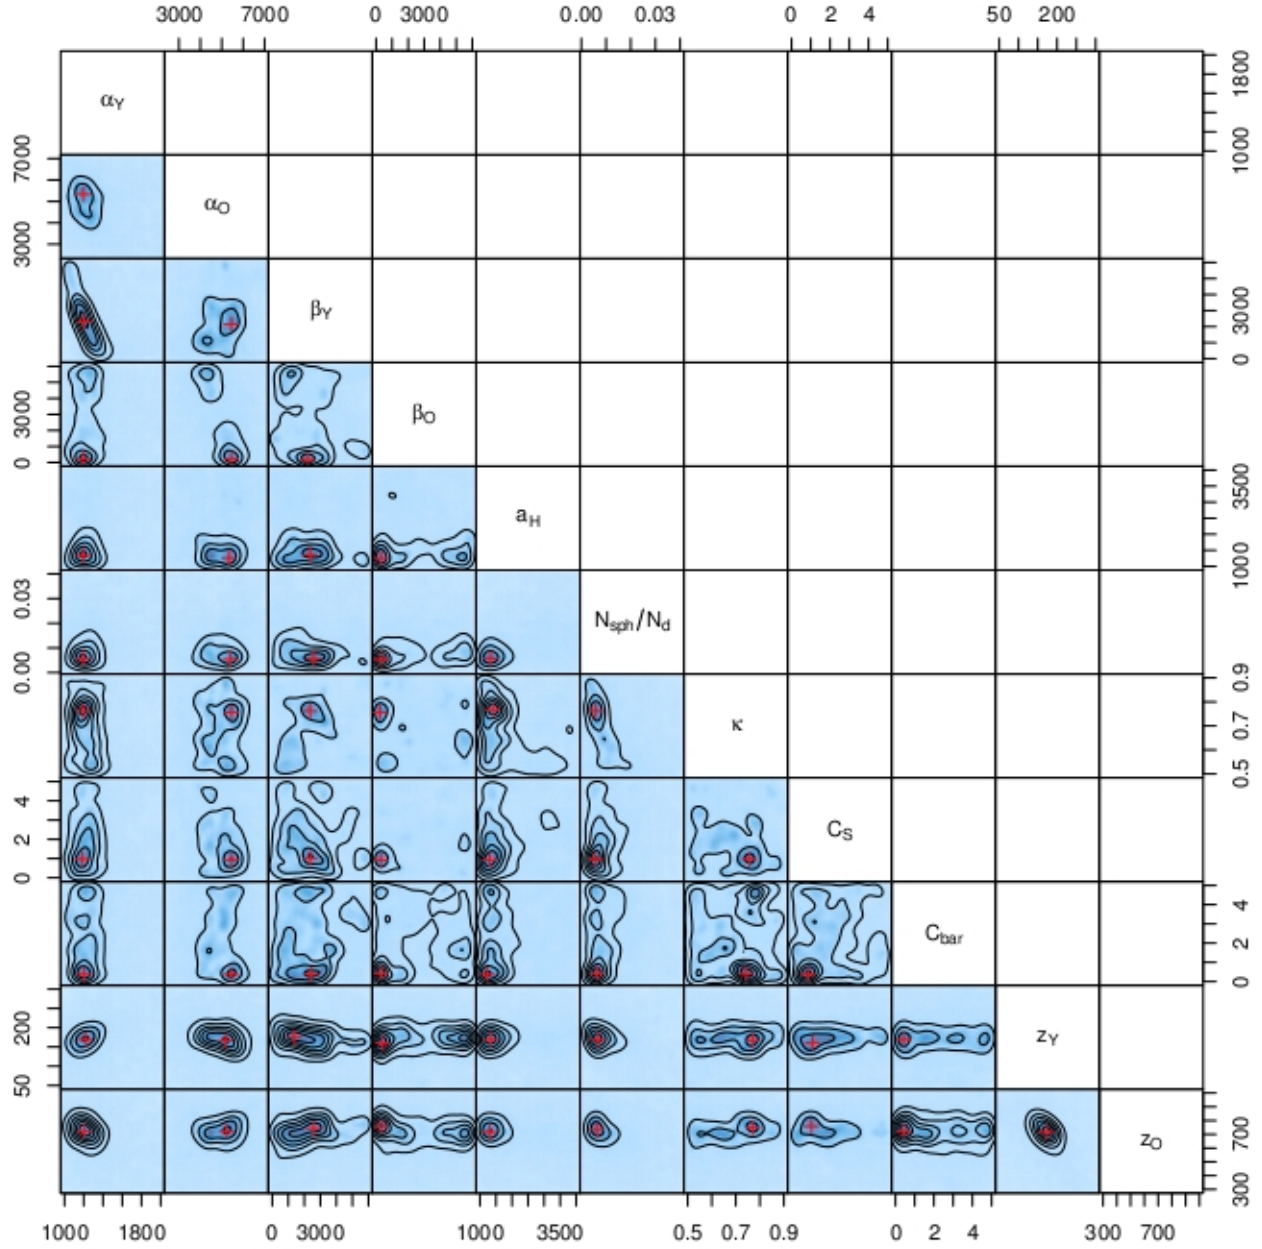 3000 7000 0 3000 0.00 0.03 0 2 4 50 200
αY 1000 1800
3000 7000 αO
βY 0 3000
0 3000 βO
aH 1000 3500
0.00 0.03 Nsph/Nd
κ 0.5 0.7 0.9
0 2 4 CS
Cbar 0 2 4
50 200 zY
zO 300 700
1000 1800 0 3000 1000 3500 0.5 0.7 0.9 0 2 4 300 700